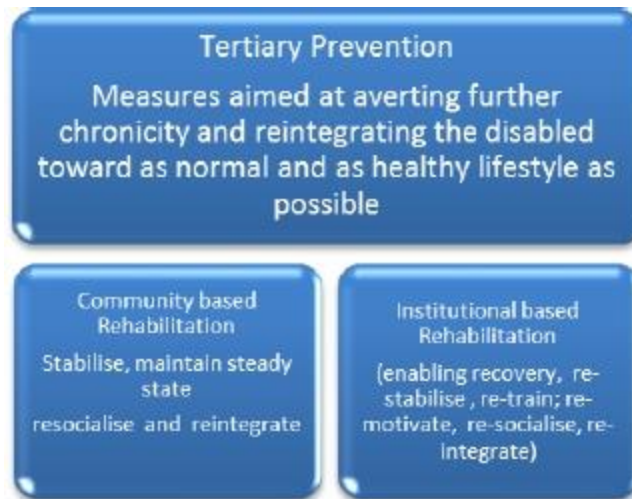 Tertiary Prevention
Measures aimed at averting further
chronicity and reintegrating the disabled
toward as normal and as healthy lifestyle as
possible
Community based
Rehabilitation
Stabilise, maintain steady
state
resocialise and reintegrate
Institutional based
Rehabilitation
(enabling recovery, re-
stabilise , re-train; re-
motivate, re-socialise, re-
integrate)